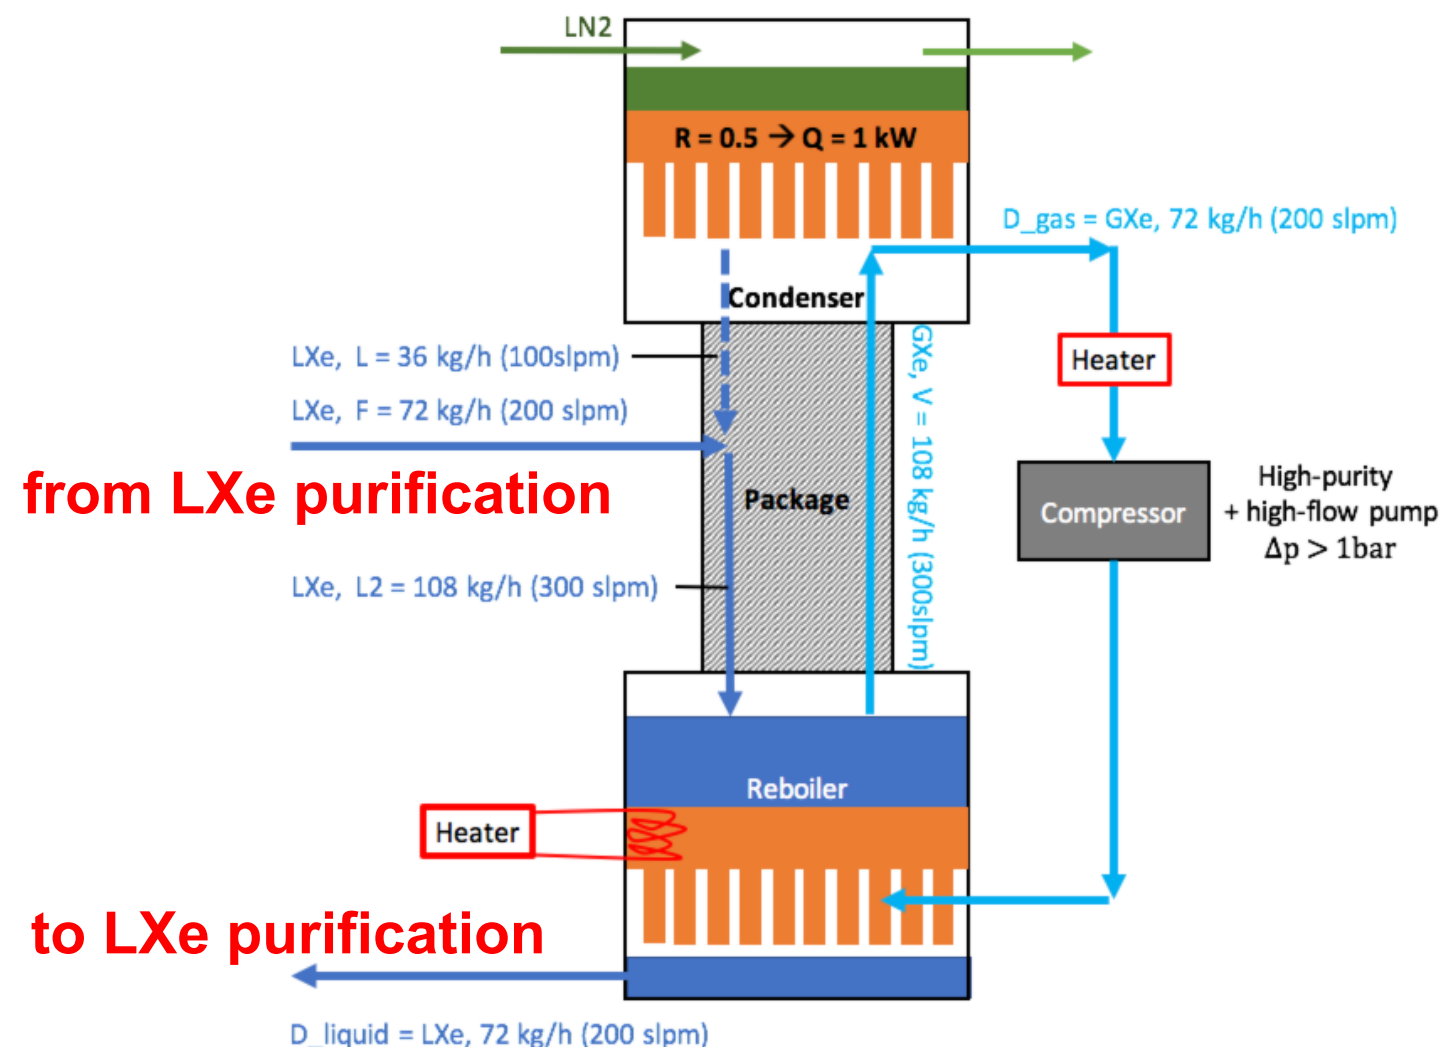 LN2
R = 0.5 → Q = 1 kW
D_gas = GXe, 72 kg/h (200 slpm)
Condenser
LXe, L = 36 kg/h (100slpm)
Heater
LXe, F = 72 kg/h (200 slpm)
GXe, V = 108 kg/h (300slpm)
from LXe purification
Package
Compressor
High-purity
+ high-flow pump
Δp > 1bar
LXe, L2 = 108 kg/h (300 slpm)
Reboiler
Heater
to LXe purification
D_liquid = LXe, 72 kg/h (200 slpm)